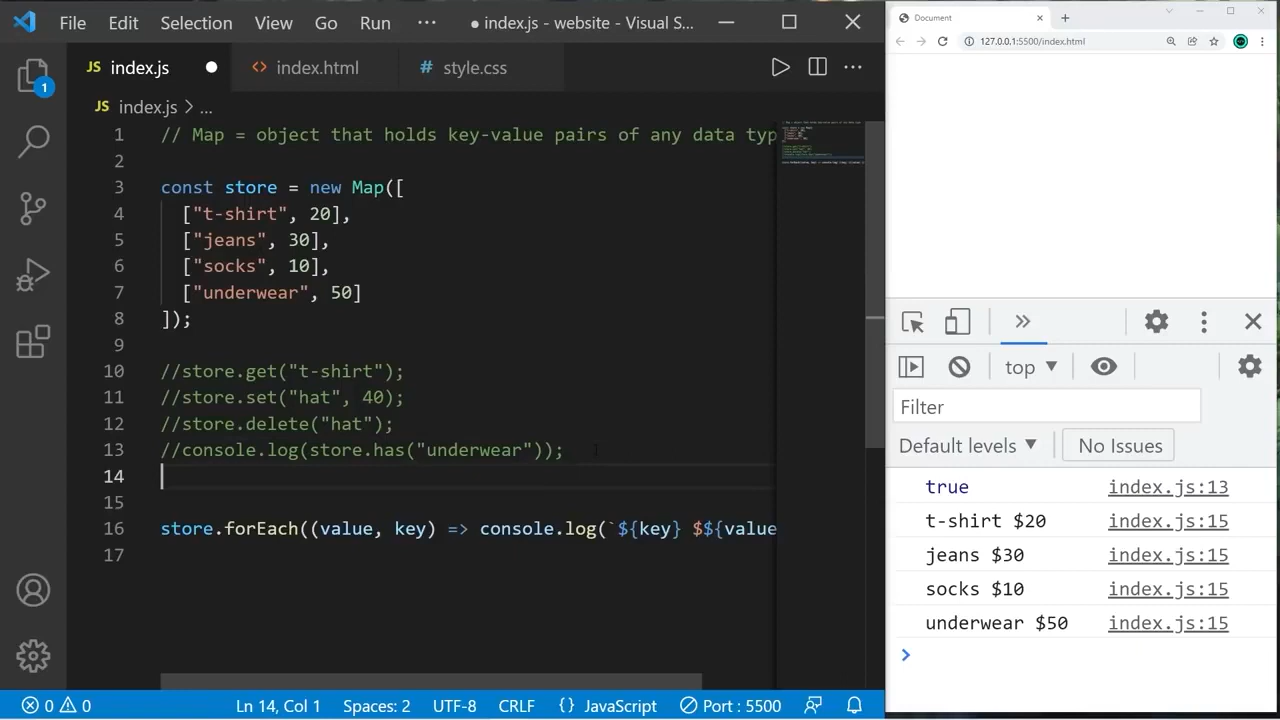 File Edit Selection View Go Run ··· ● index.js - website - Visual S...
JS index.js ● <> index.html # style.css
JS index.js > ...
1 // Map = object that holds key-value pairs of any data typ
2
3 const store = new Map([
4 ["t-shirt", 20],
5 ["jeans", 30],
6 ["socks", 10],
7 ["underwear", 50]
8 ]);
9
10 //store.get("t-shirt");
11 //store.set("hat", 40);
12 //store.delete("hat");
13 //console.log(store.has("underwear"));
14
15
16 store.forEach((value, key) => console.log(`${key} $${value
17
1
0 0 Ln 14, Col 1 Spaces: 2 UTF-8 CRLF {} JavaScript Port : 5500
Document
127.0.0.1:5500/index.html
top ▼
Filter
Default levels ▼ No Issues
true index.js:13
t-shirt $20 index.js:15
jeans $30 index.js:15
socks $10 index.js:15
underwear $50 index.js:15
>